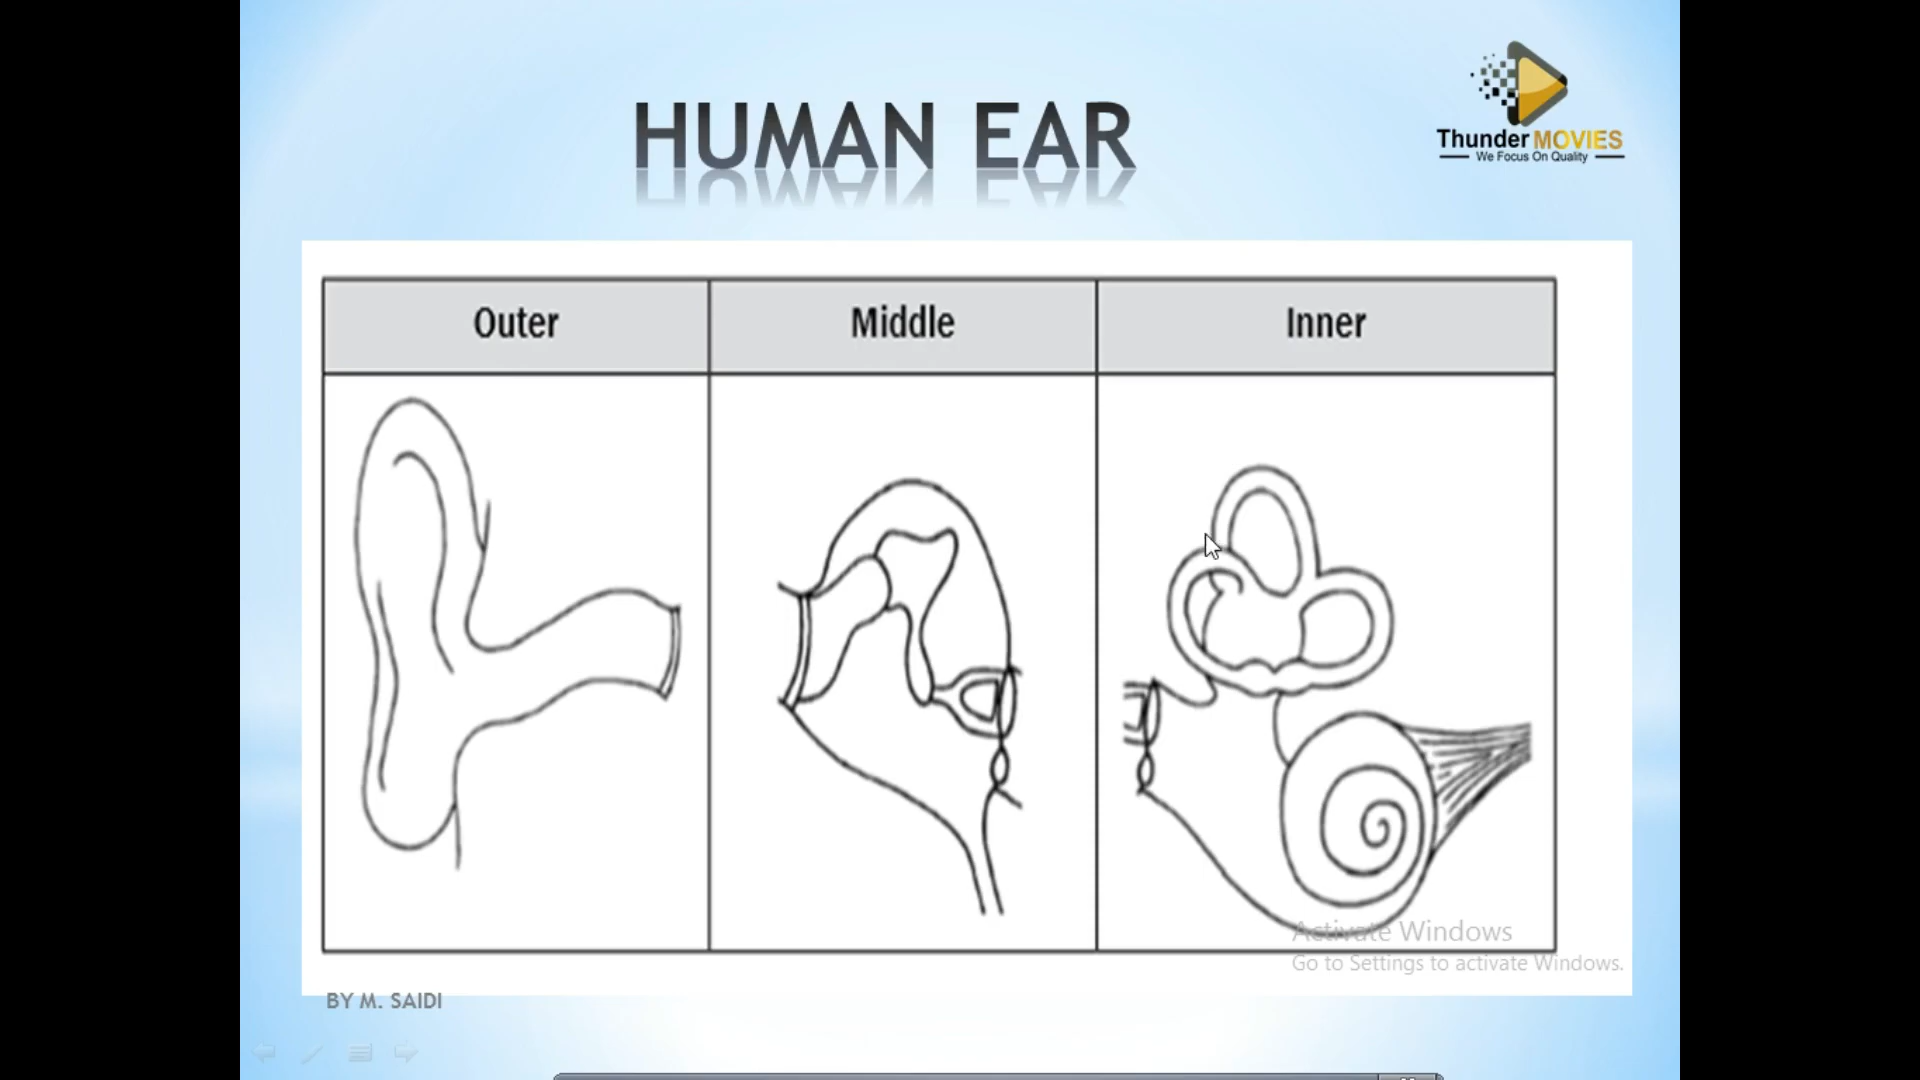 HUMAN EAR
Thunder MOVIES
We Focus On Quality
Outer
Middle
Inner
Activate Windows
Go to Settings to activate Windows.
BY M. SAIDI